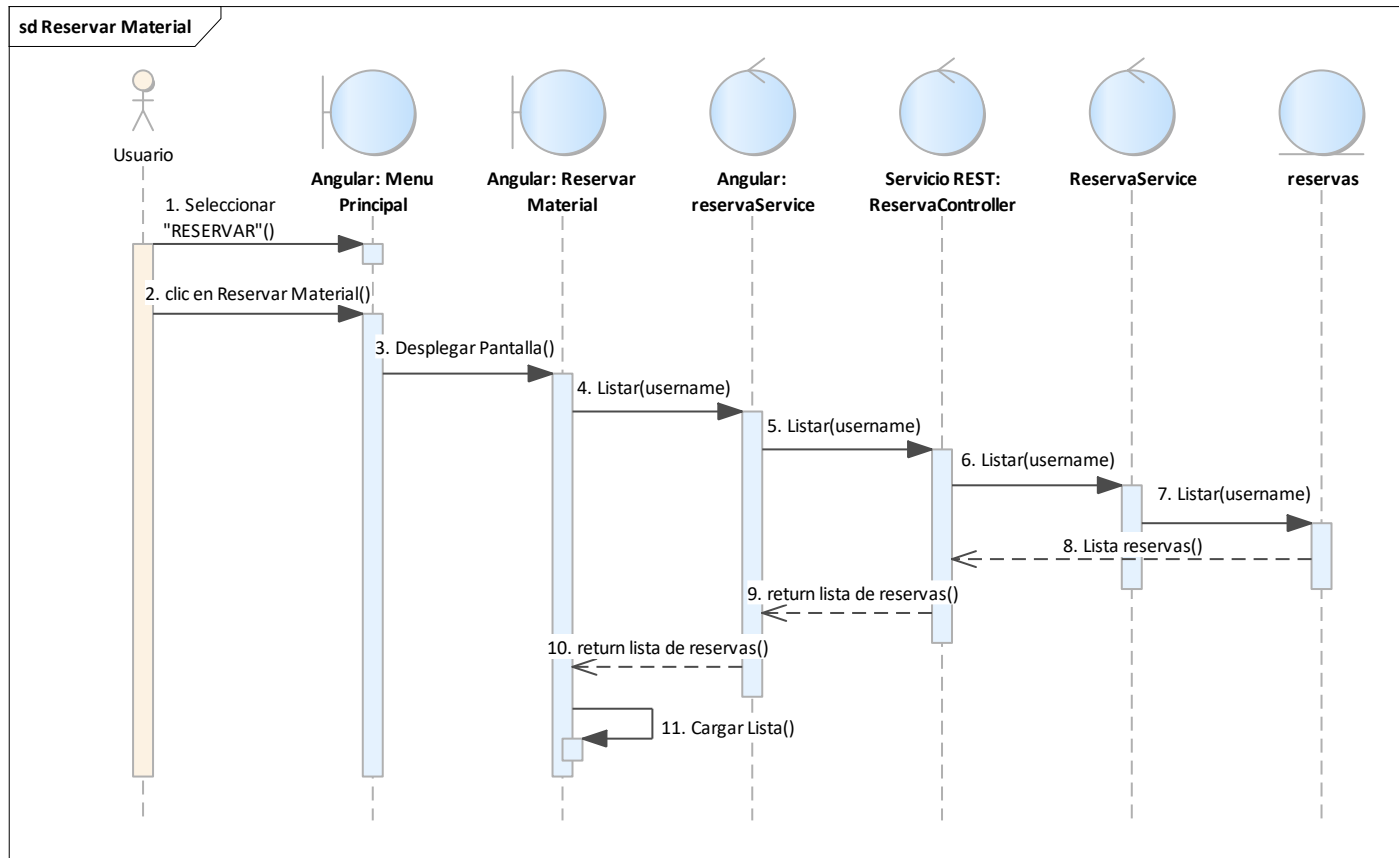 sd Reservar Material
Usuario
Angular: Menu
Principal
Angular: Reservar
Material
Angular:
reservaService
Servicio REST:
ReservaController
ReservaService
reservas
1. Seleccionar
"RESERVAR"()
2. clic en Reservar Material()
3. Desplegar Pantalla()
4. Listar(username)
5. Listar(username)
6. Listar(username)
7. Listar(username)
8. Lista reservas()
9. return lista de reservas()
10. return lista de reservas()
11. Cargar Lista()